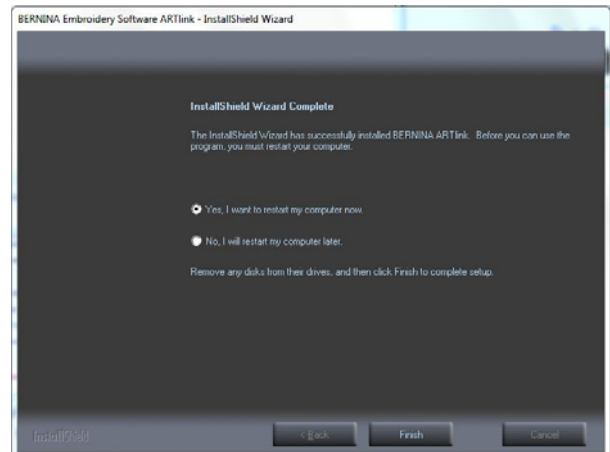 BERNINA Embroidery Software ARTlink - InstallShield Wizard
InstallShield Wizard Complete
The InstallShield Wizard has successfully installed BERNINA ARTlink. Before you can use the
program, you must restart your computer.
Yes, I want to restart my computer now.
No, I will restart my computer later.
Remove any disks from their drives, and then click Finish to complete setup.
InstallShield
< Back
Finish
Cancel